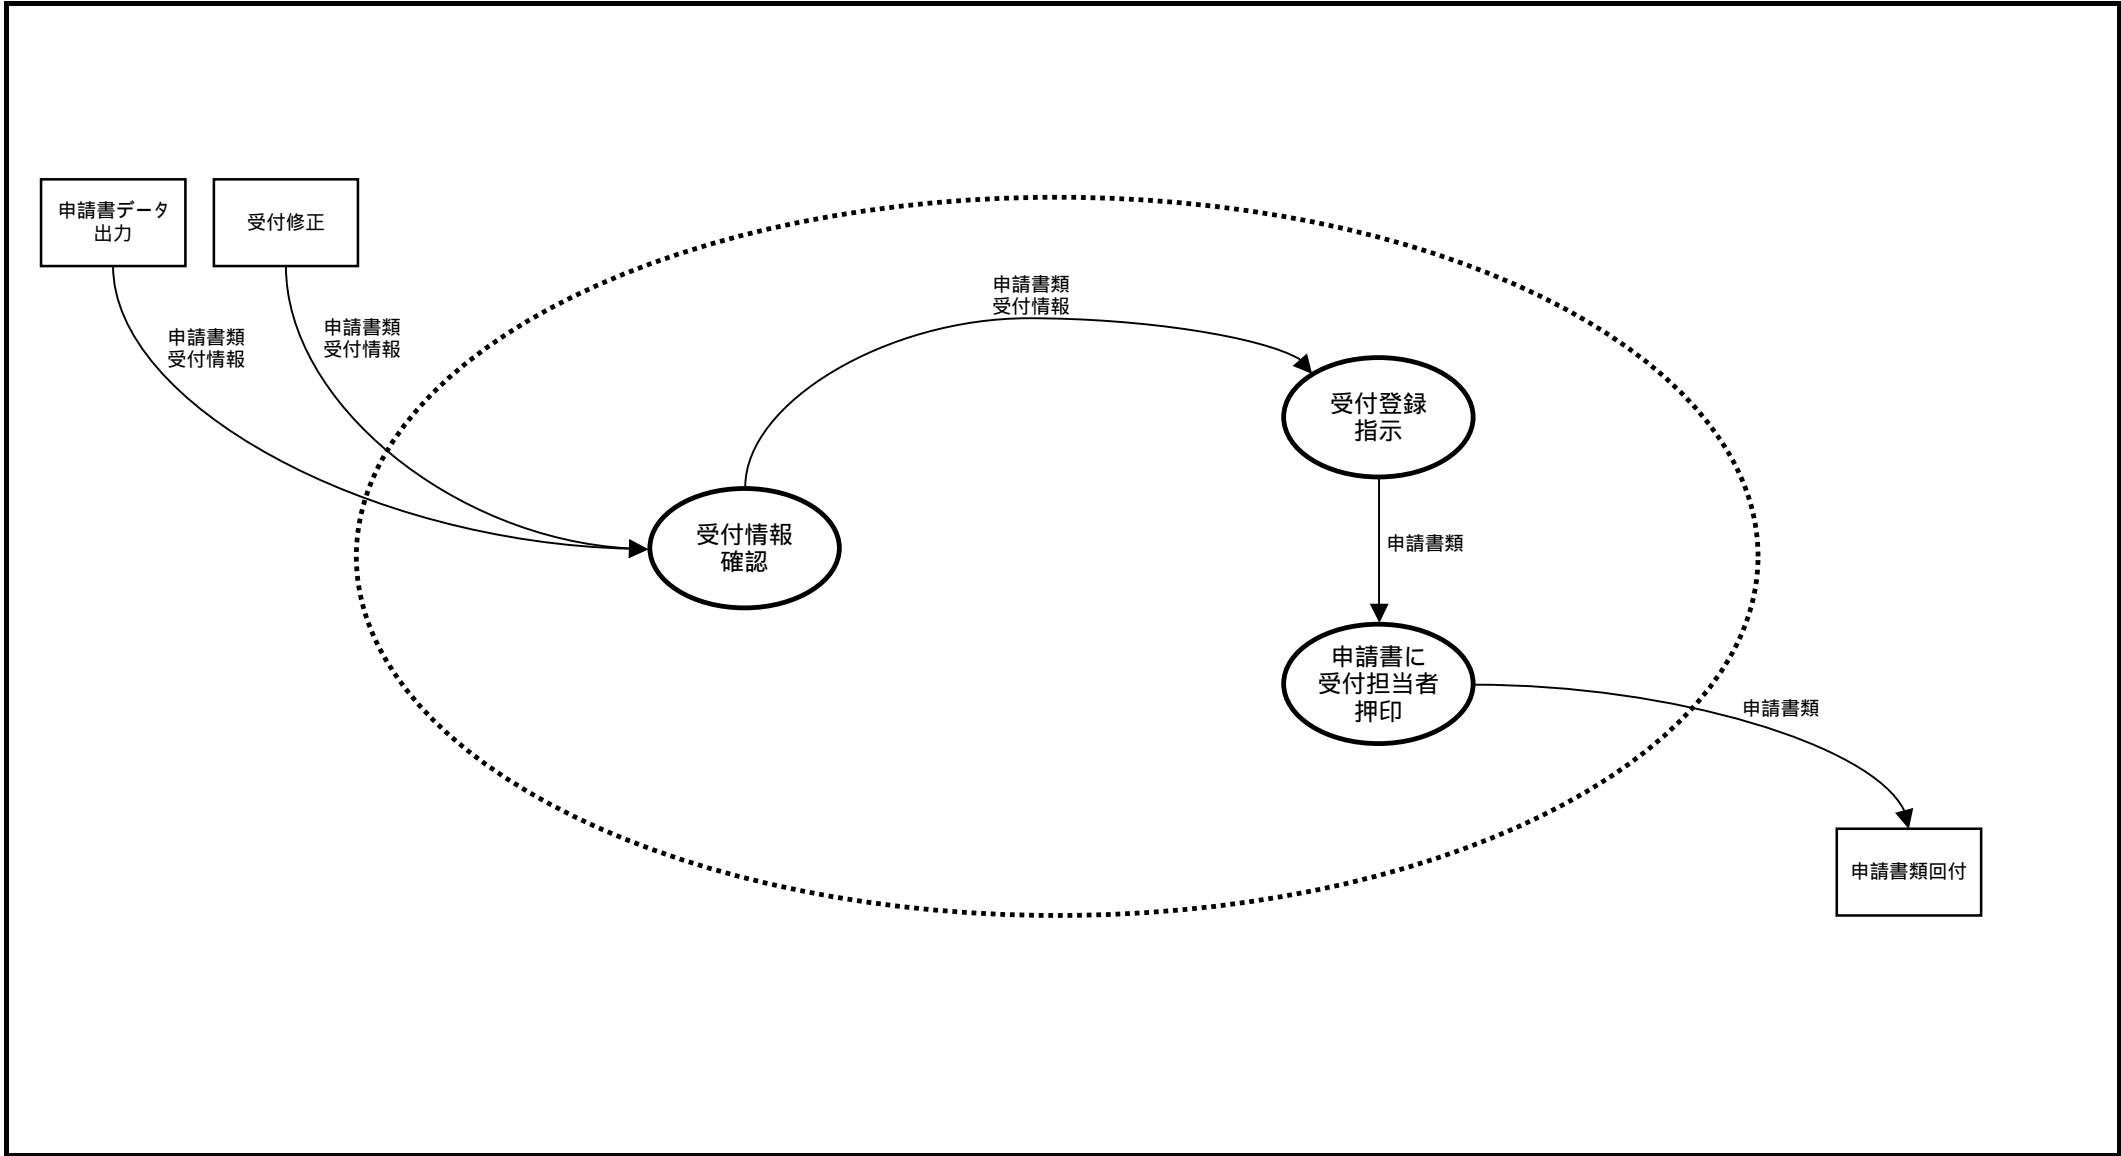 申請書データ
出力
受付修正
申請書類
受付情報
申請書類
受付情報
申請書類
受付情報
受付登録
指示
受付情報
確認
申請書類
申請書に
受付担当者
押印
申請書類
申請書類回付